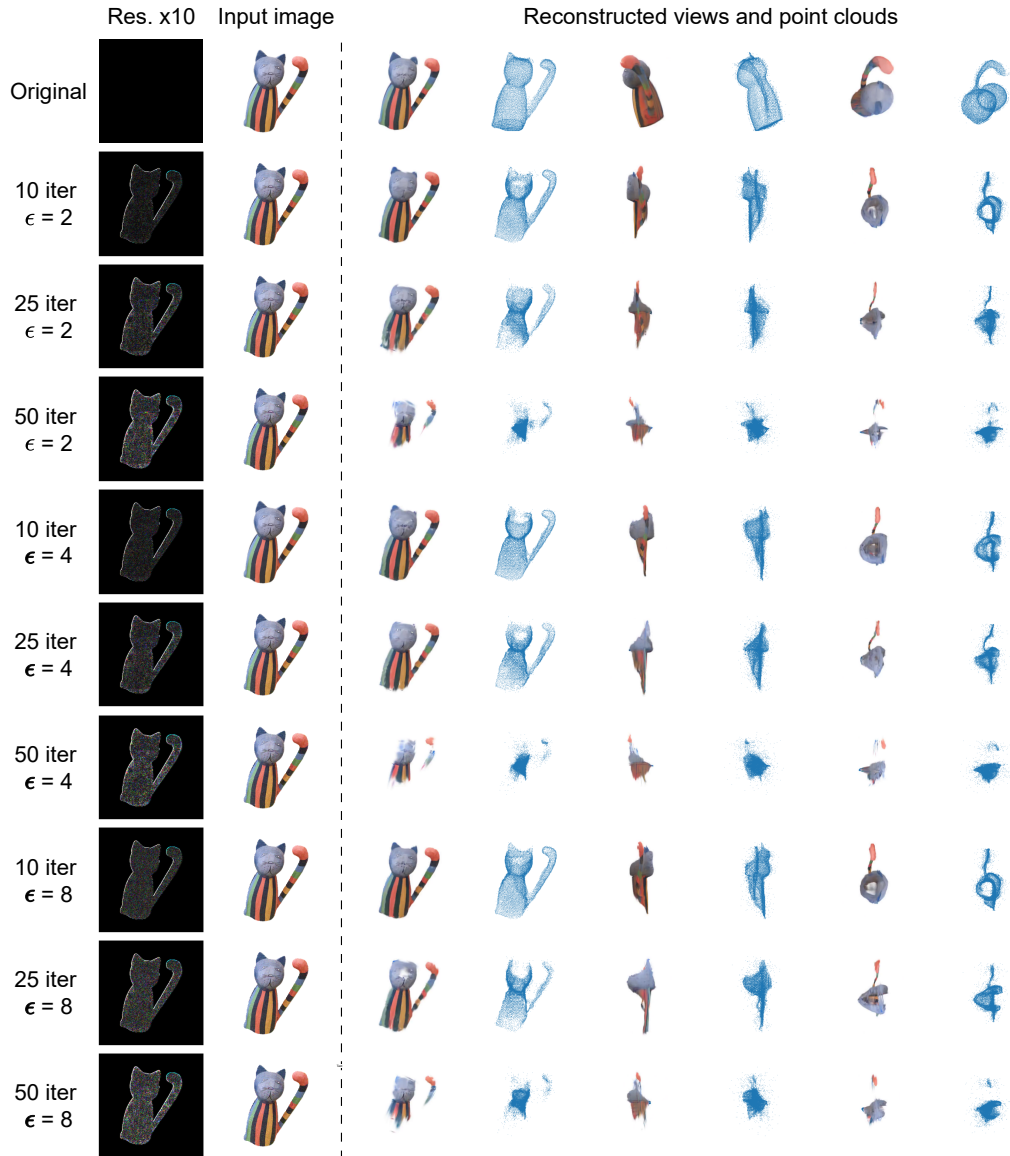 Res. x10 Input image Reconstructed views and point clouds
Original
10 iter
ϵ = 2
25 iter
ϵ = 2
50 iter
ϵ = 2
10 iter
ϵ = 4
25 iter
ϵ = 4
50 iter
ϵ = 4
10 iter
ϵ = 8
25 iter
ϵ = 8
50 iter
ϵ = 8